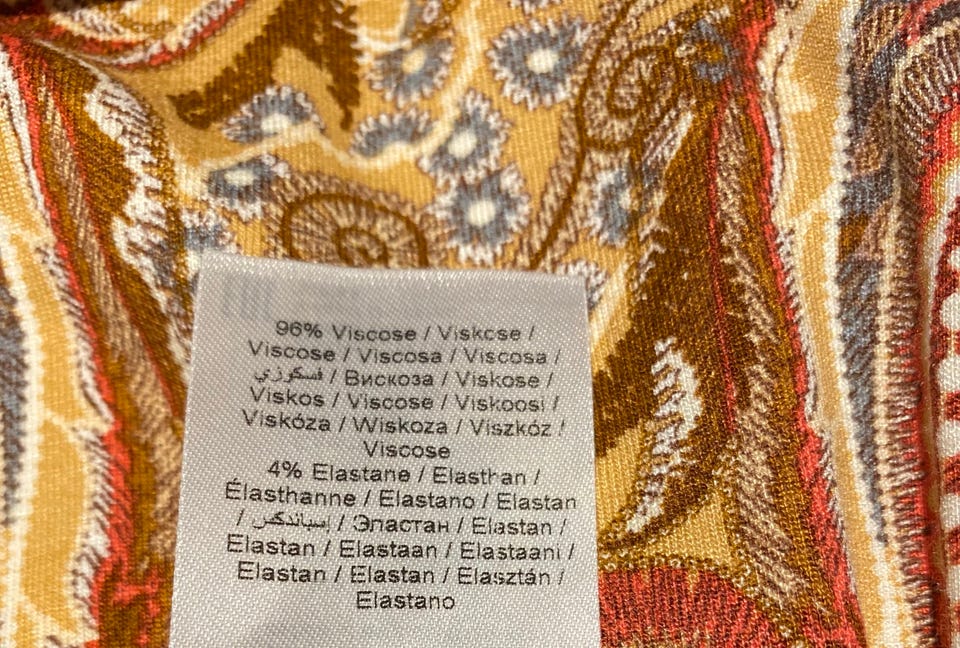 96% Viscose / Viskose /
Viscose / Viscosa / Viscosa /
فسكوزي / Вискоза / Viskose /
Viskos / Viscose / Viskoosi /
Viskóza / Wiskoza / Viszkóz /
Viscose
4% Elastane / Elasthan /
Élasthanne / Elastano / Elastan
/ إسباندكس / Эластан / Elastan /
Elastan / Elastaan / Elastaani /
Elastan / Elastan / Elasztán /
Elastano